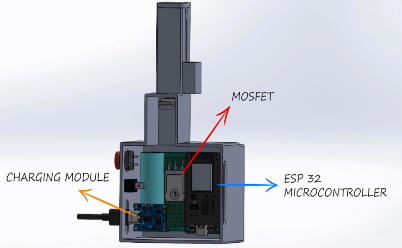 MOSFET
CHARGING MODULE
ESP 32
MICROCONTROLLER